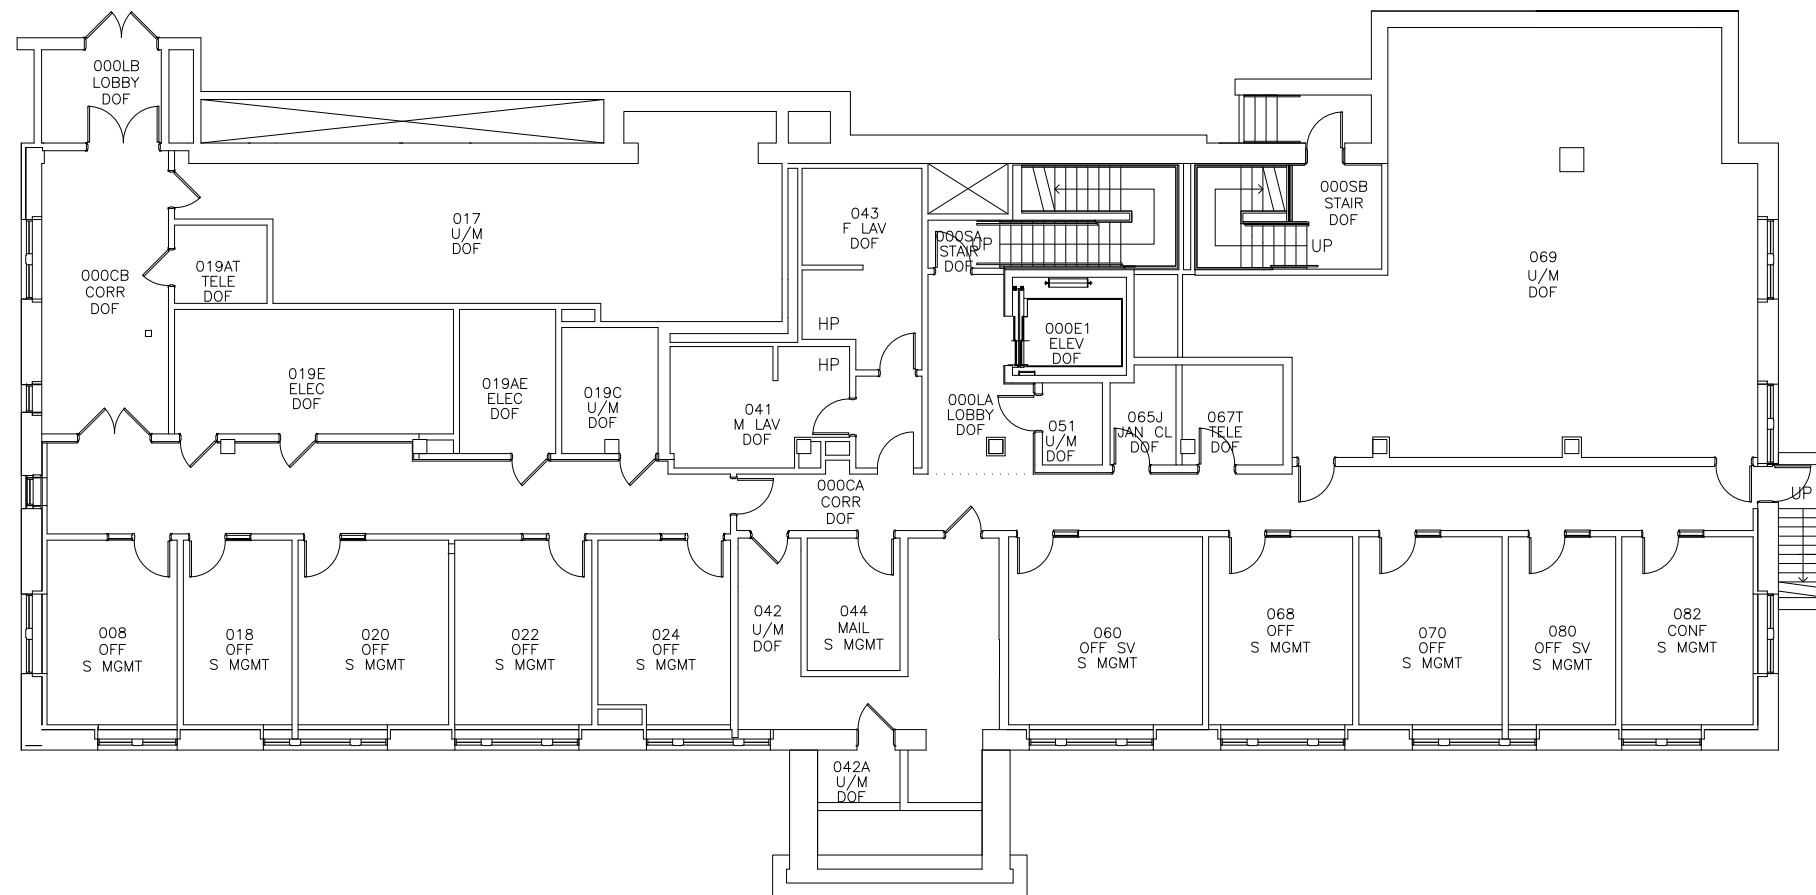 000LB
LOBBY
DOF
000CB
CORR
DOF
017
U/M
DOF
019AT
TELE
DOF
019E
ELEC
DOF
019AE
ELEC
DOF
019C
U/M
DOF
043
F LAV
DOF
HP
HP
041
M LAV
DOF
000SA
STAIR
DOF
UP
000E1
ELEV
DOF
000LA
LOBBY
DOF
051
U/M
DOF
065J
JAN CL
DOF
067T
TELE
DOF
000SB
STAIR
DOF
UP
069
U/M
DOF
000CA
CORR
DOF
UP
008
OFF
S MGMT
018
OFF
S MGMT
020
OFF
S MGMT
022
OFF
S MGMT
024
OFF
S MGMT
042
U/M
DOF
044
MAIL
S MGMT
060
OFF SV
S MGMT
068
OFF
S MGMT
070
OFF
S MGMT
080
OFF SV
S MGMT
082
CONF
S MGMT
042A
U/M
DOF